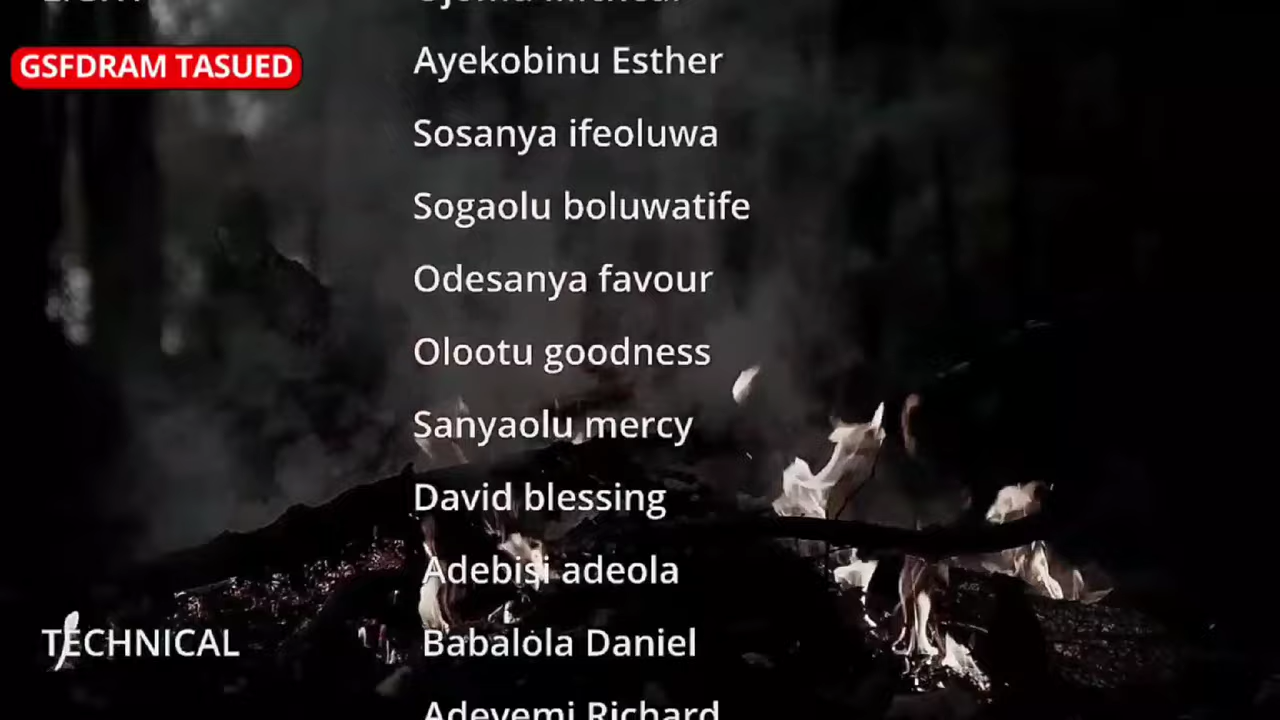 GSFDRAM TASUED
Ayekobinu Esther
Sosanya ifeoluwa
Sogaolu boluwatife
Odesanya favour
Olootu goodness
Sanyaolu mercy
David blessing
Adebisi adeola
TECHNICAL Babalola Daniel
Adeyemi Richard